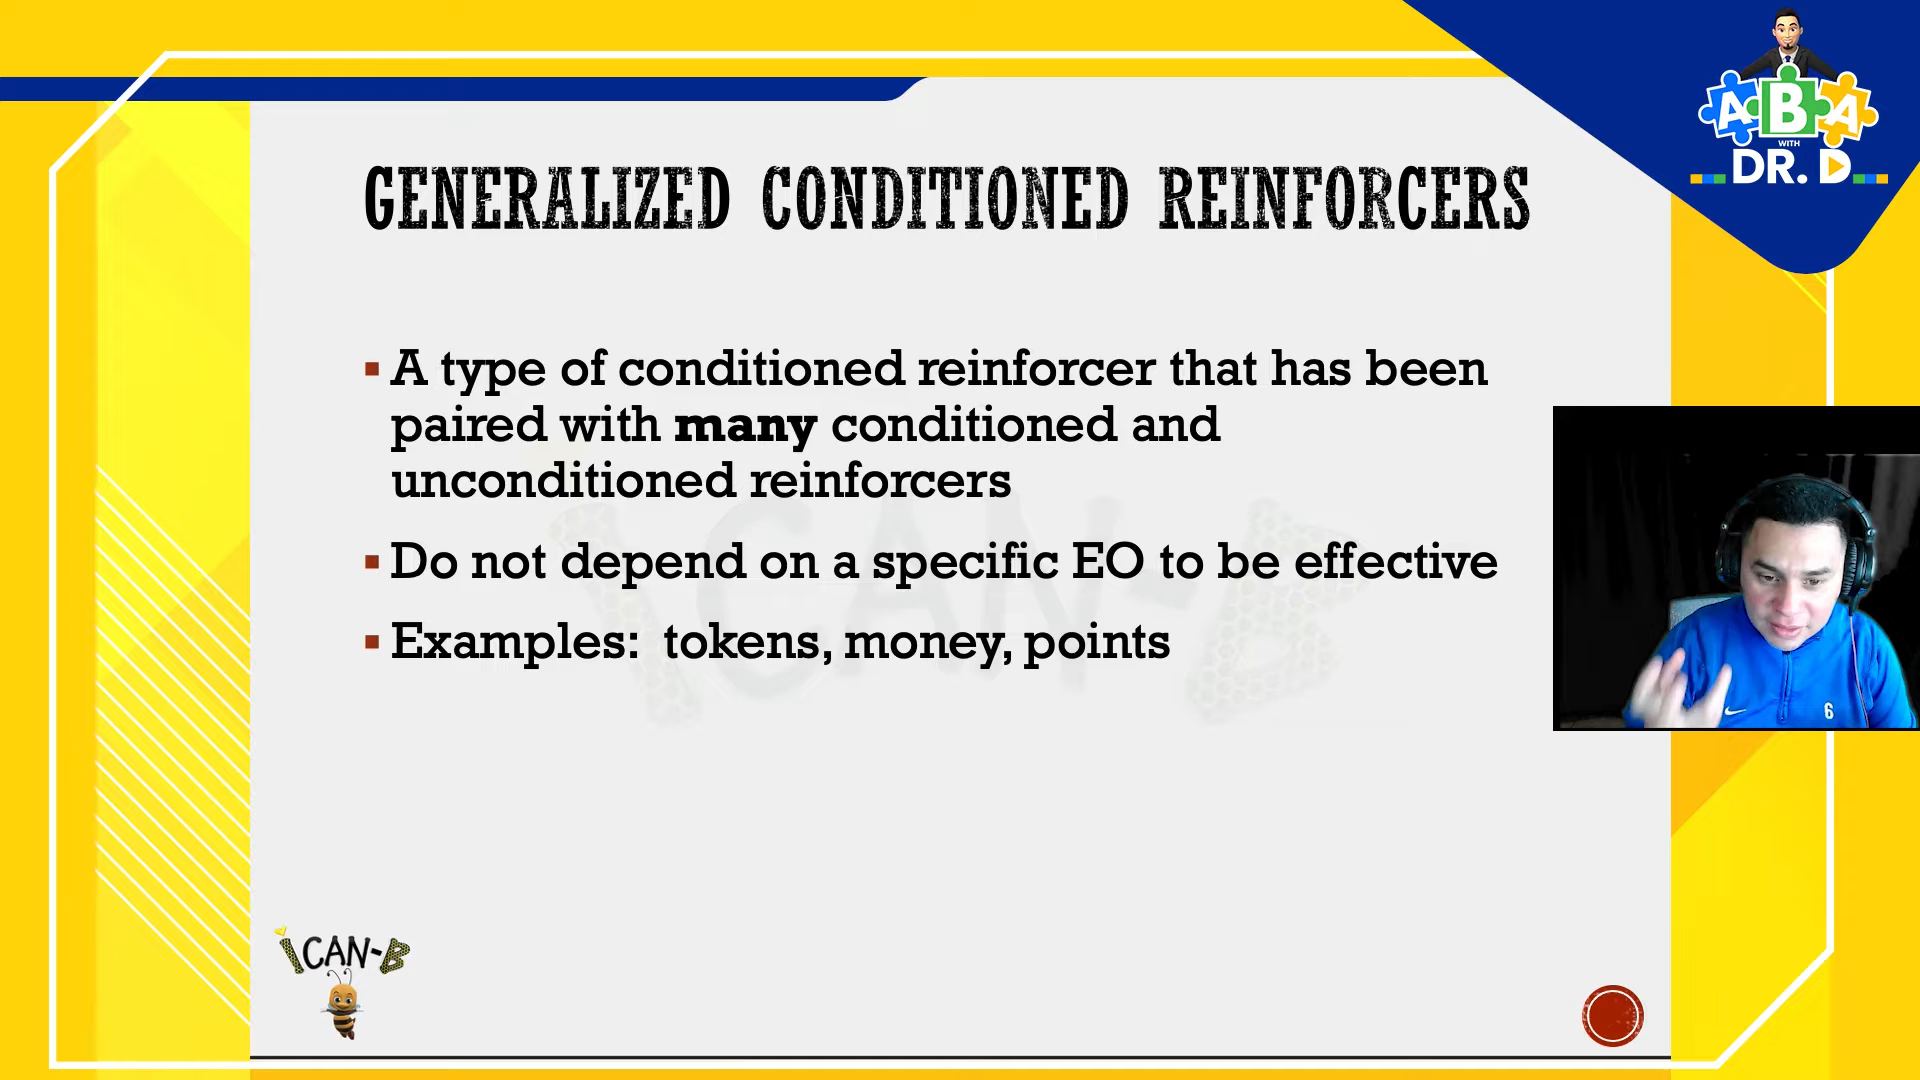 GENERALIZED CONDITIONED REINFORCERS
A type of conditioned reinforcer that has been
paired with many conditioned and
unconditioned reinforcers
Do not depend on a specific EO to be effective
Examples:  tokens, money, points
ABA
WITH
DR. D
6
iCAN-B
iCAN-B